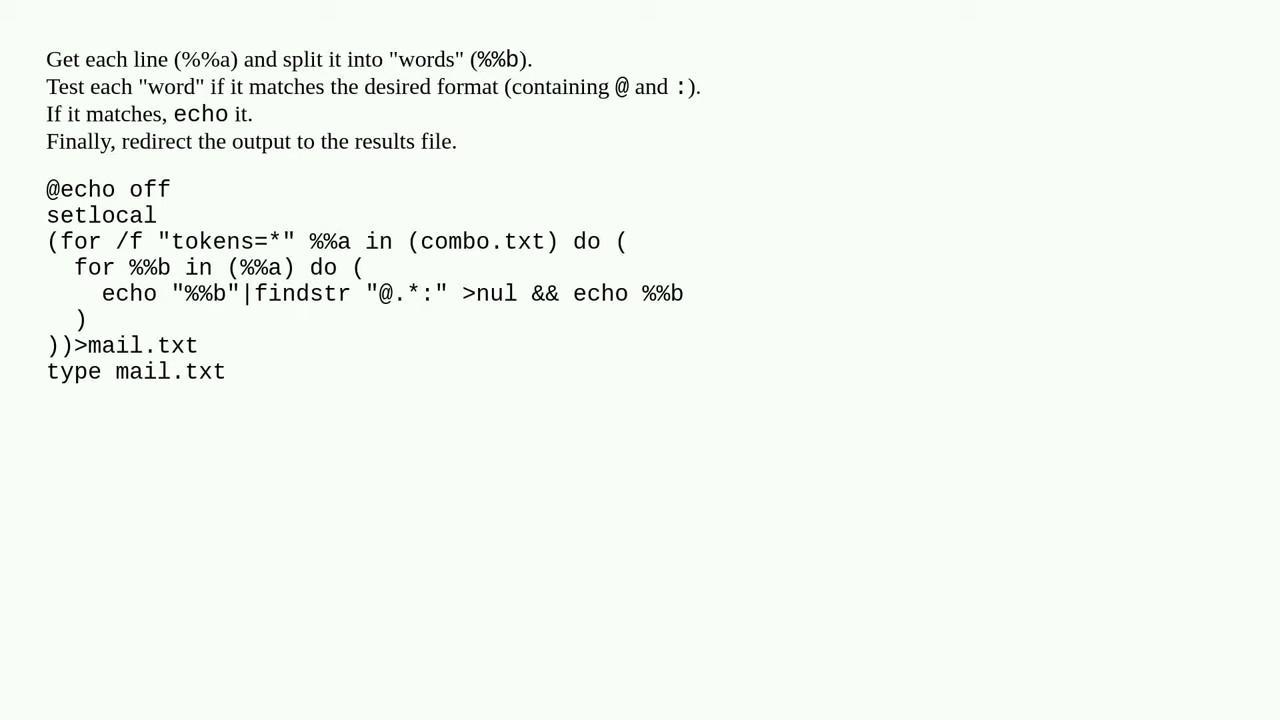 Get each line (%%a) and split it into "words" (%%b).
Test each "word" if it matches the desired format (containing @ and :).
If it matches, echo it.
Finally, redirect the output to the results file.
@echo off
setlocal
(for /f "tokens=*" %%a in (combo.txt) do (
  for %%b in (%%a) do (
    echo "%%b"|findstr "@.*:" >nul && echo %%b
  )
))>mail.txt
type mail.txt